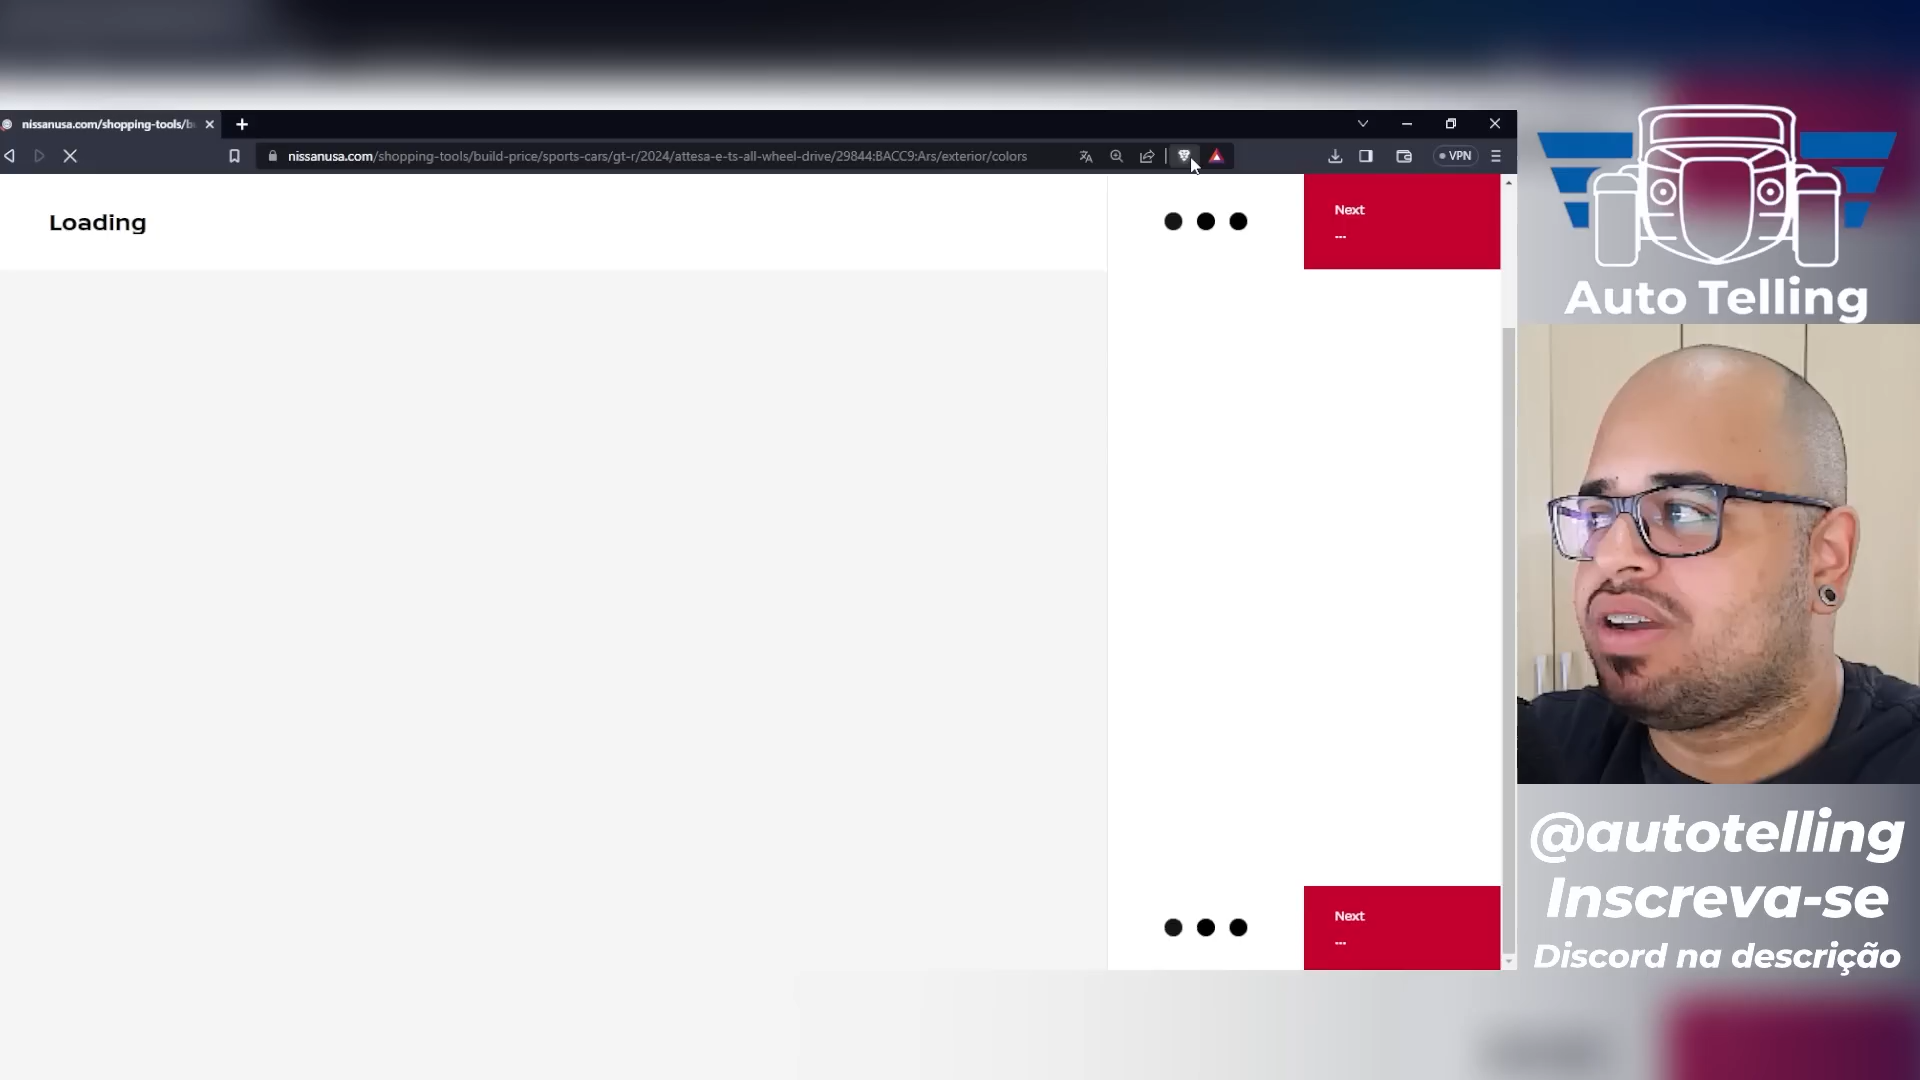 nissanusa.com/shopping-tools/b
nissanusa.com/shopping-tools/build-price/sports-cars/gt-r/2024/attesa-e-ts-all-wheel-drive/29844:BACC9:Ars/exterior/colors
VPN
Loading
Next
---
Next
---
Auto Telling
@autotelling
Inscreva-se
Discord na descrição